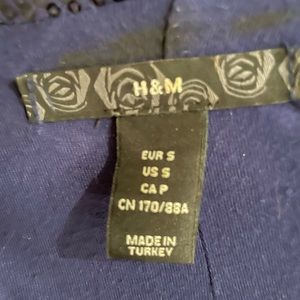 H&M
EUR S
US S
CA P
CN 170/88A
MADE IN
TURKEY